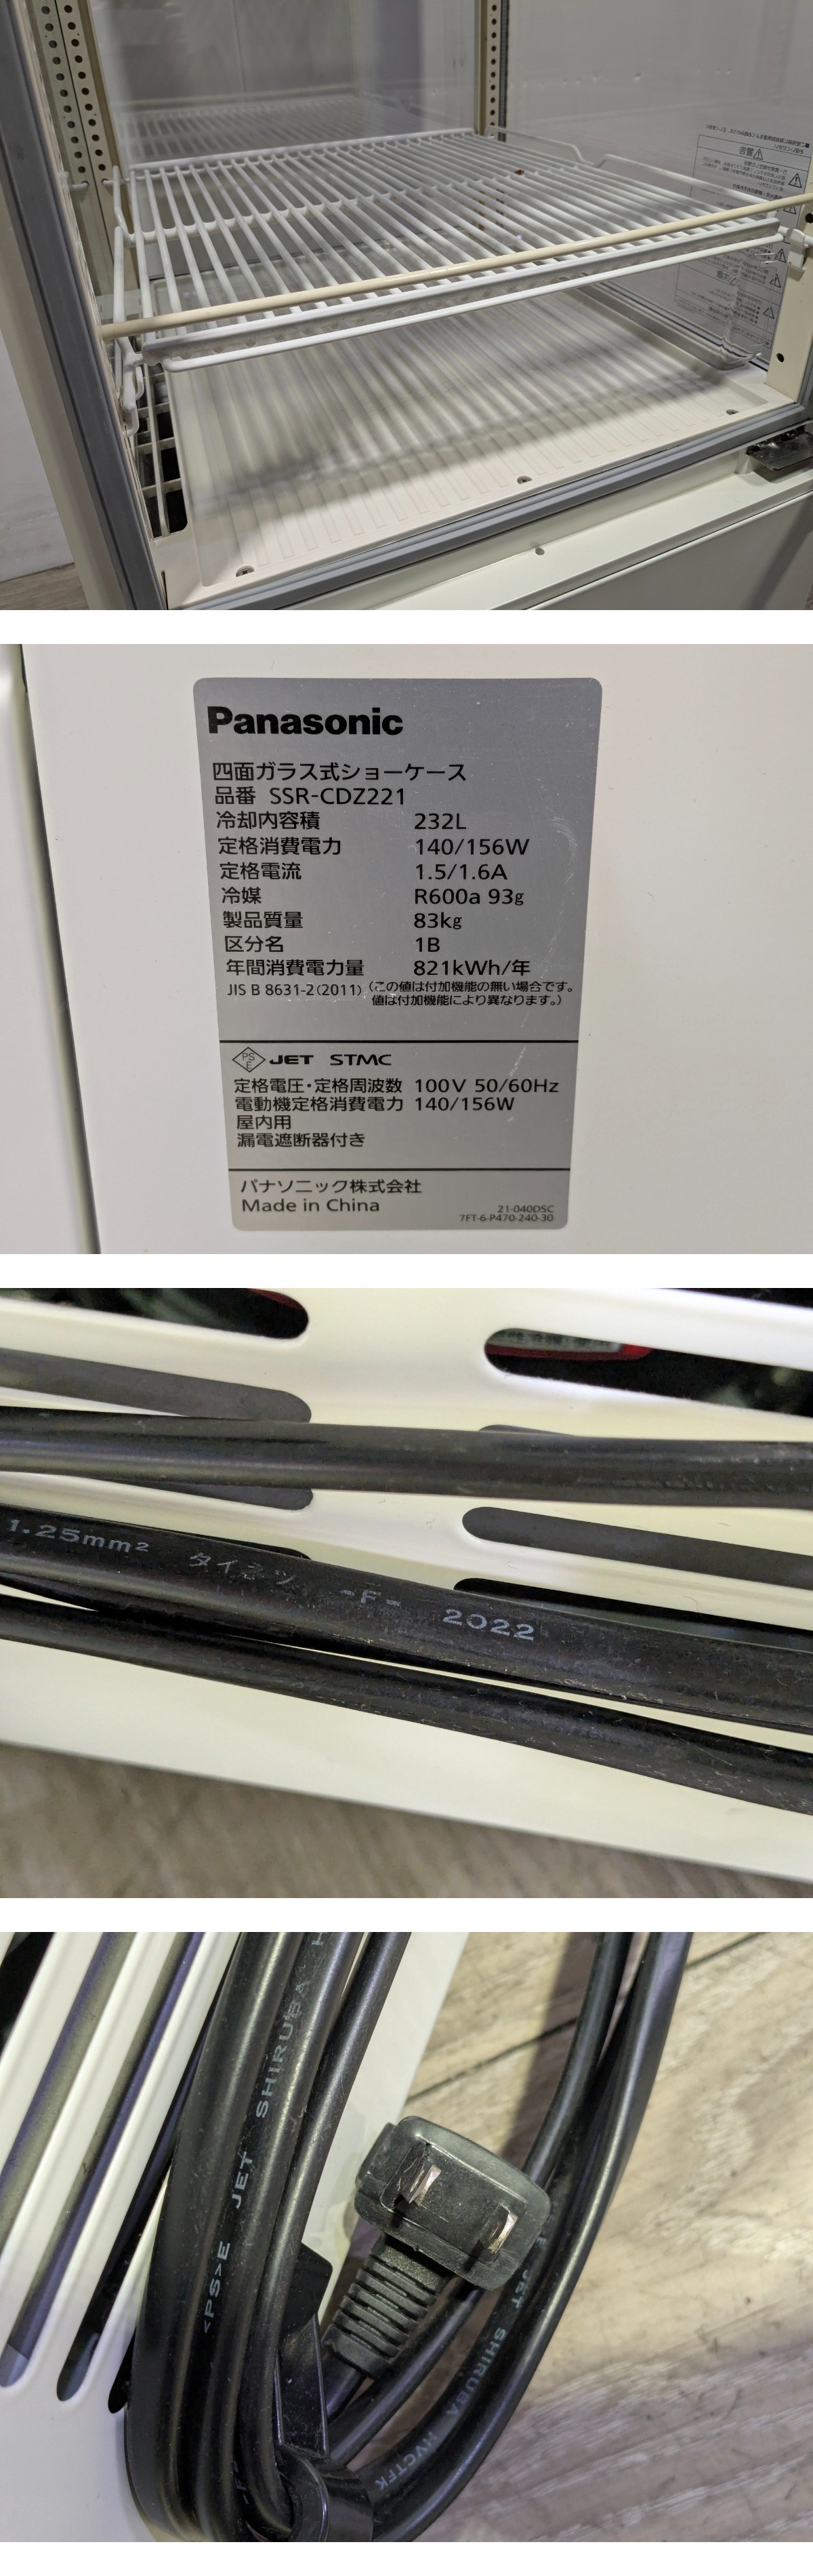 警告
Panasonic
四面ガラス式ショーケース
品番 SSR-CDZ221
冷却内容積 232L
定格消費電力 140/156W
定格電流 1.5/1.6A
冷媒 R600a 93g
製品質量 83kg
区分名 1B
年間消費電力量 821kWh/年
JIS B 8631-2(2011) (この値は付加機能の無い場合です。
値は付加機能により異なります。)
PS
E JET STMC
定格電圧・定格周波数 100V 50/60Hz
電動機定格消費電力 140/156W
屋内用
漏電遮断器付き
パナソニック株式会社
Made in China
21-040DSC
7FT-6-P470-240-30
1.25mm² タイネツ -F- 2022
<PS>E JET SHIRUBA
E JET SHIRUBA HVCTFK